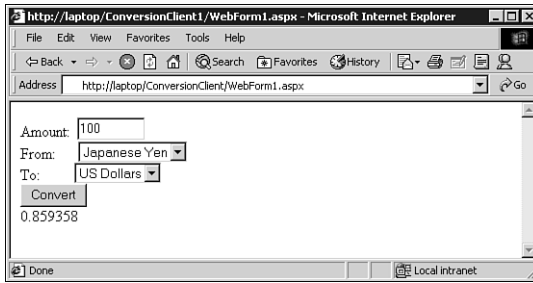 http://laptop/ConversionClient1/WebForm1.aspx - Microsoft Internet Explorer
File Edit View Favorites Tools Help
Back Search Favorites History
Address http://laptop/ConversionClient/WebForm1.aspx Go
Amount: 100
From: Japanese Yen
To: US Dollars
Convert
0.859358
Done Local intranet